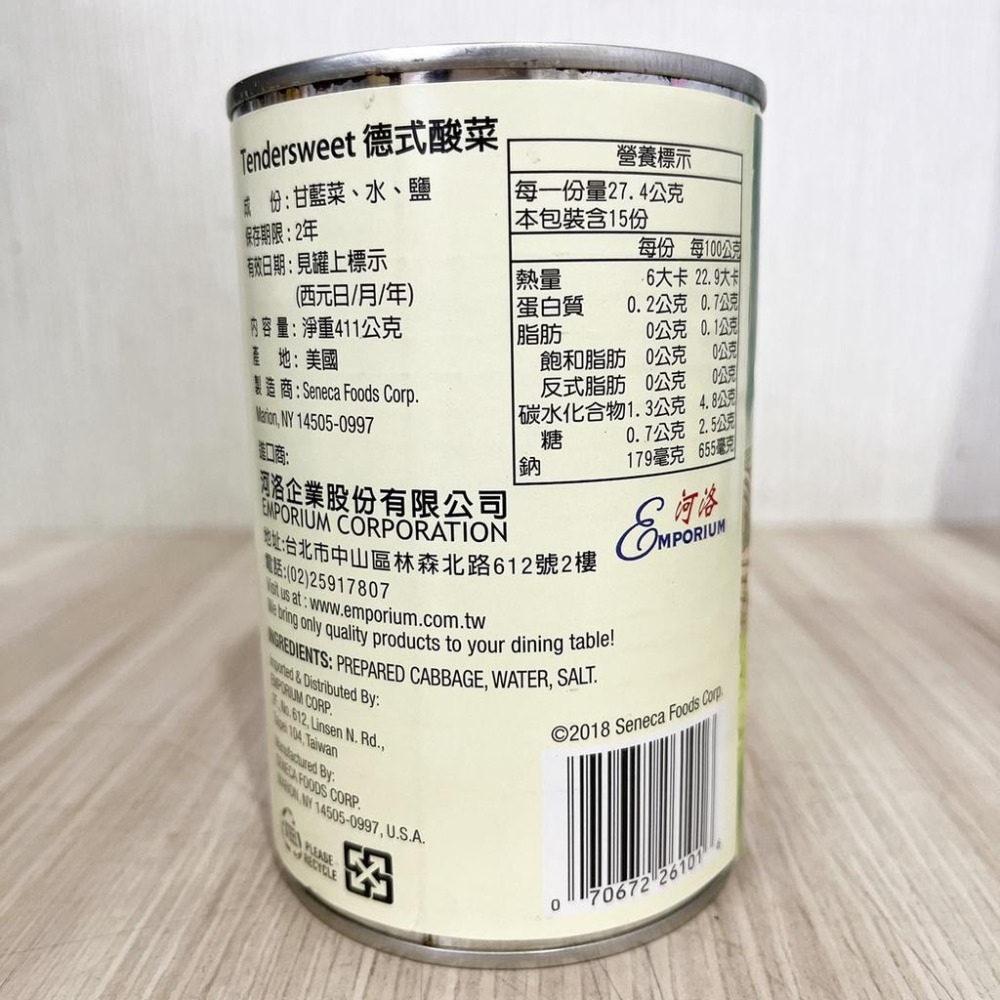 Tendersweet 德式酸菜
成 份：甘藍菜、水、鹽
保存期限：2年
有效日期：見罐上標示
(西元日/月/年)
內 容 量：淨重411公克
產 地：美國
製 造 商：Seneca Foods Corp.
Marion, NY 14505-0997
進口商:
河洛企業股份有限公司
EMPORIUM CORPORATION
地址:台北市中山區林森北路612號2樓
電話:(02)25917807
Visit us at : www.emporium.com.tw
We bring only quality products to your dining table!
INGREDIENTS: PREPARED CABBAGE, WATER, SALT.
Imported & Distributed By:
EMPORIUM CORP.
2F., No. 612, Linsen N. Rd.,
Taipei 104, Taiwan
Manufactured By:
SENECA FOODS CORP.
MARION, NY 14505-0997, U.S.A.
PLEASE
RECYCLE
營養標示
每一份量27.4公克
本包裝含15份
每份 每100公克
熱量 6大卡 22.9大卡
蛋白質 0.2公克 0.7公克
脂肪 0公克 0.1公克
飽和脂肪 0公克 0公克
反式脂肪 0公克 0公克
碳水化合物1.3公克 4.8公克
糖 0.7公克 2.5公克
鈉 179毫克 655毫克
河洛
EMPORIUM
©2018 Seneca Foods Corp.
0 70672 26101 6